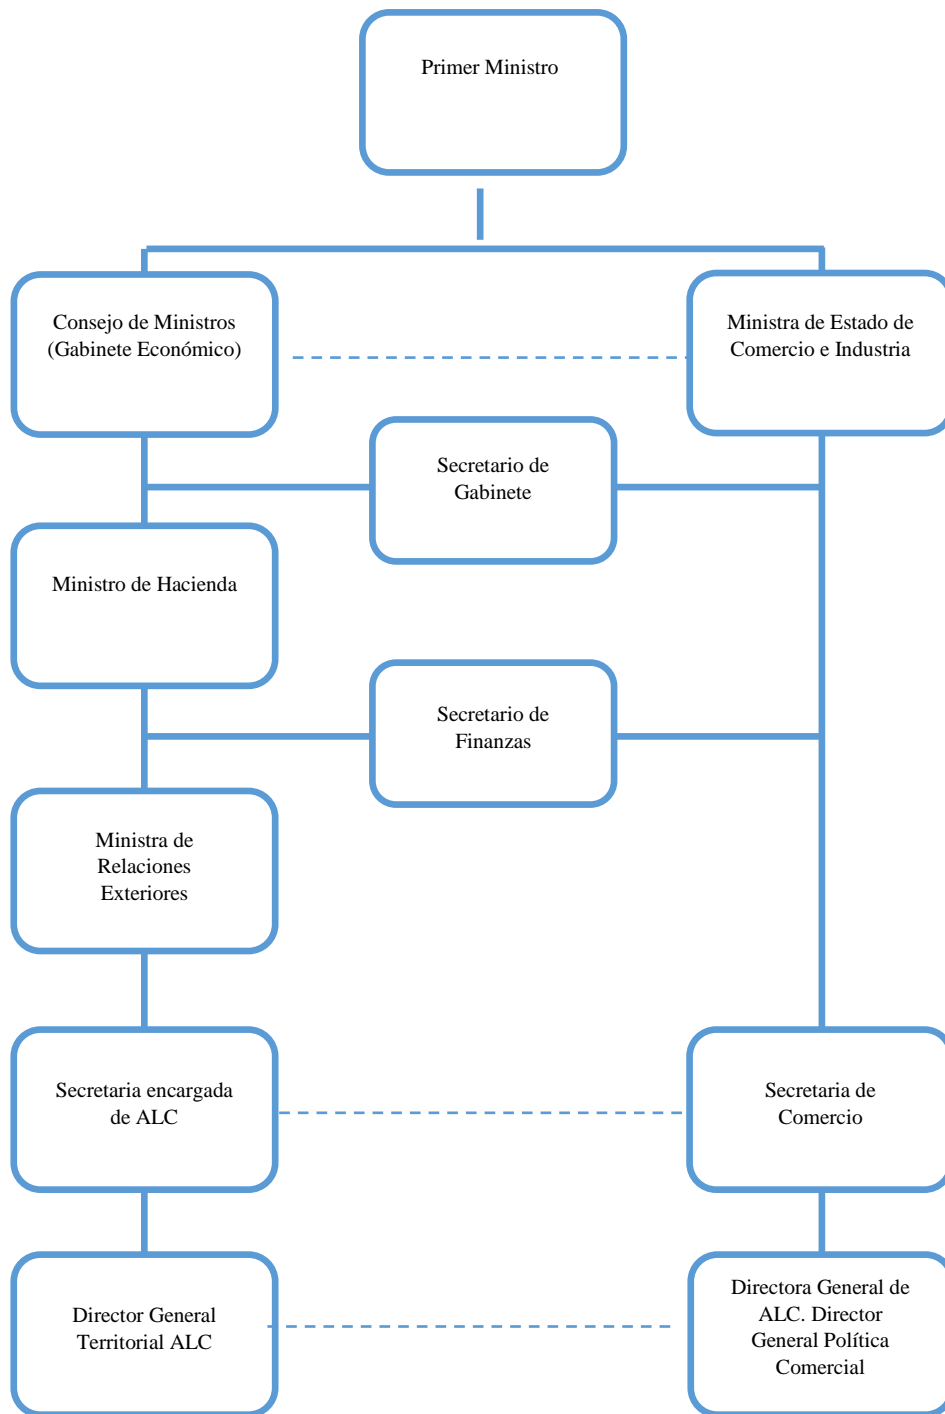 Primer Ministro
Consejo de Ministros
(Gabinete Económico)
Ministra de Estado de
Comercio e Industria
Secretario de
Gabinete
Ministro de Hacienda
Secretario de
Finanzas
Ministra de
Relaciones
Exteriores
Secretaria encargada
de ALC
Secretaria de
Comercio
Director General
Territorial ALC
Directora General de
ALC. Director
General Política
Comercial